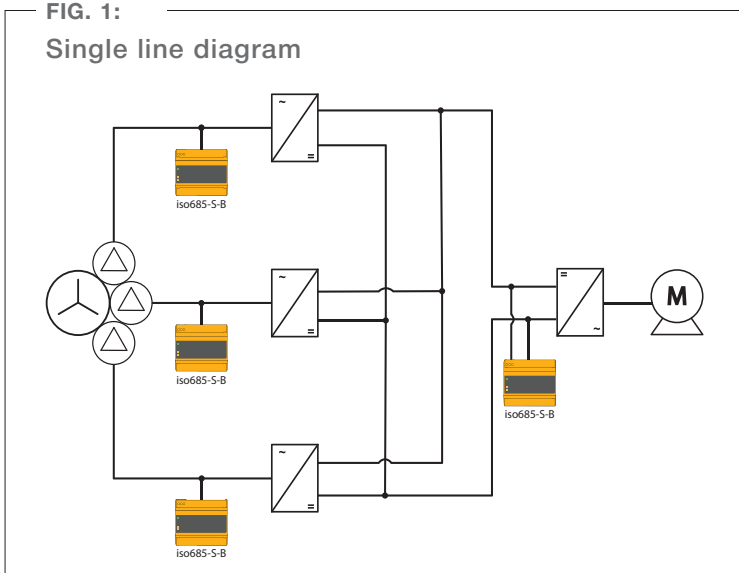 FIG. 1:
Single line diagram
~
=
iso685-S-B
~
=
iso685-S-B
=
~
M
iso685-S-B
~
=
iso685-S-B